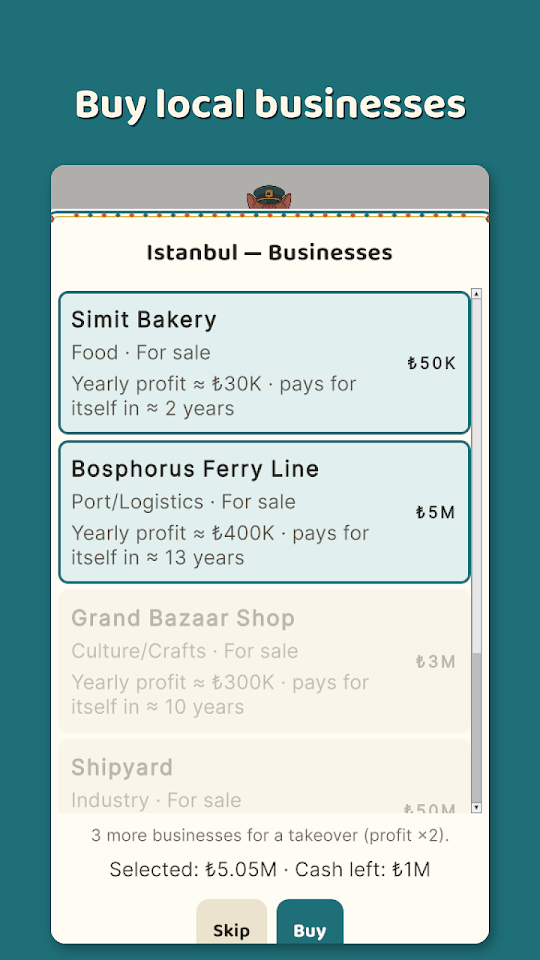 Buy local businesses
Istanbul — Businesses
Simit Bakery
Food · For sale
₺50K
Yearly profit ≈ ₺30K · pays for
itself in ≈ 2 years
Bosphorus Ferry Line
Port/Logistics · For sale
₺5M
Yearly profit ≈ ₺400K · pays for
itself in ≈ 13 years
Grand Bazaar Shop
Culture/Crafts · For sale
₺3M
Yearly profit ≈ ₺300K · pays for
itself in ≈ 10 years
Shipyard
Industry · For sale
₺50M
3 more businesses for a takeover (profit ×2).
Selected: ₺5.05M · Cash left: ₺1M
Skip
Buy